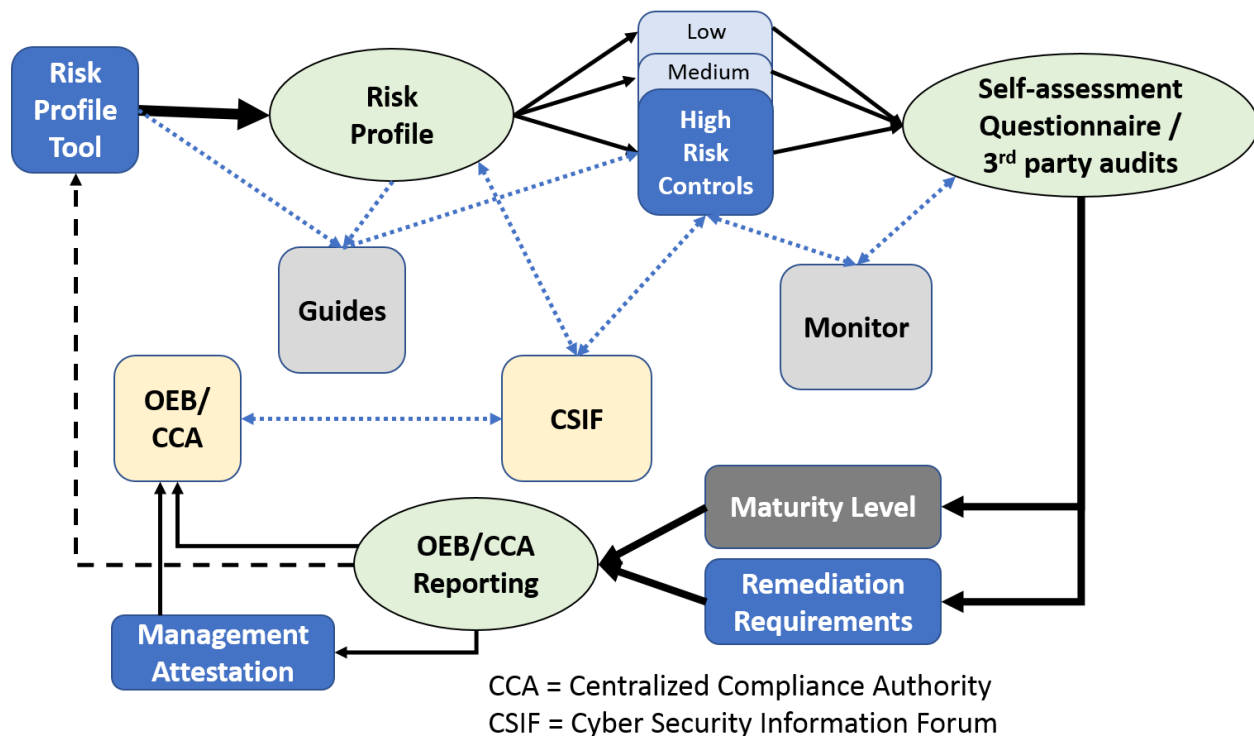 Risk
Profile
Tool
Risk
Profile
Low
Medium
High
Risk
Controls
Self-assessment
Questionnaire /
3rd party audits
Guides
Monitor
OEB/
CCA
CSIF
Maturity Level
OEB/CCA
Reporting
Remediation
Requirements
Management
Attestation
CCA = Centralized Compliance Authority
CSIF = Cyber Security Information Forum